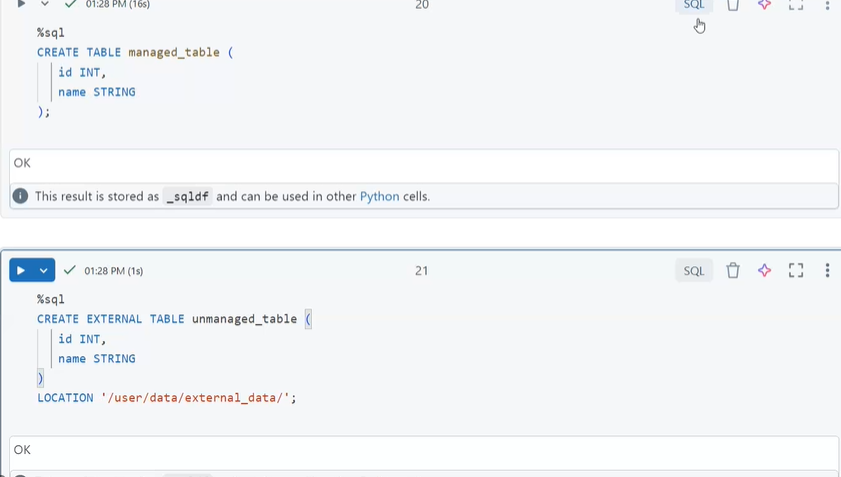 01:28 PM (16s)
20
SQL
%sql
CREATE TABLE managed_table (
id INT,
name STRING
);
OK
This result is stored as _sqldf and can be used in other Python cells.
01:28 PM (1s)
21
SQL
%sql
CREATE EXTERNAL TABLE unmanaged_table (
id INT,
name STRING
)
LOCATION '/user/data/external_data/';
OK